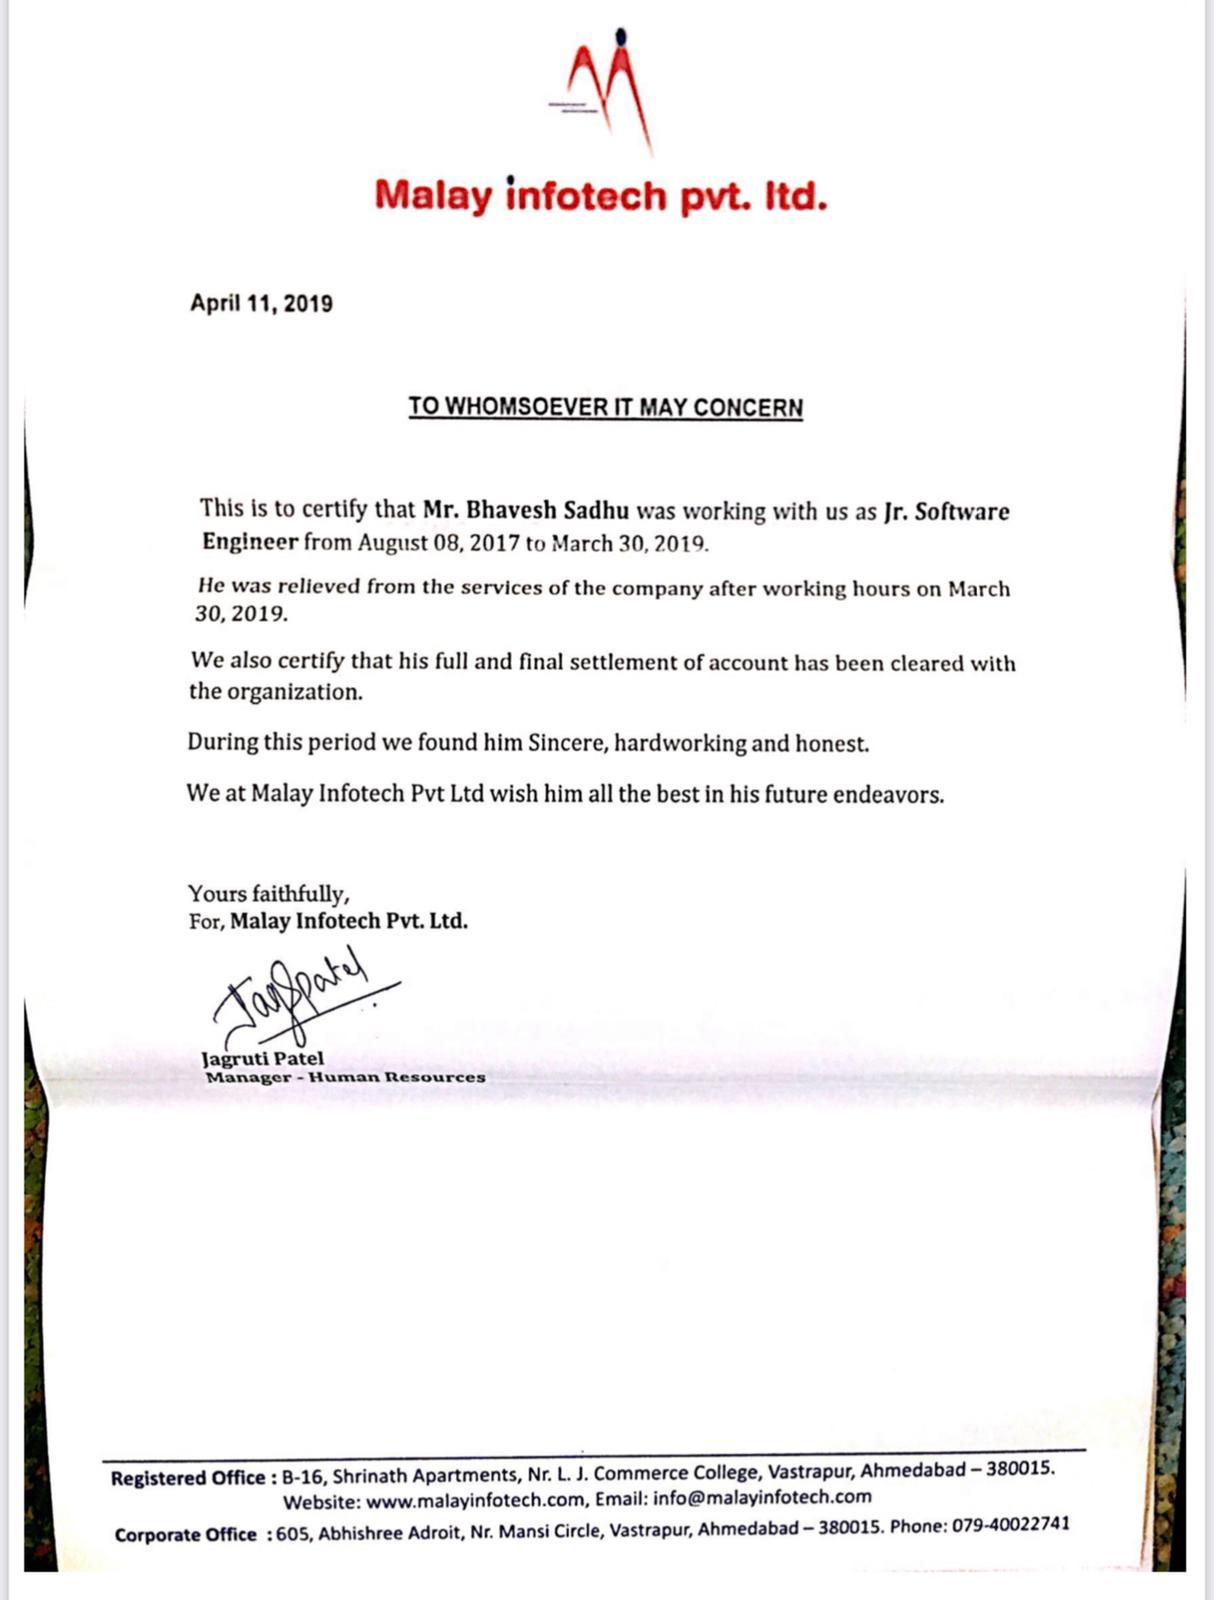 Malay infotech pvt. ltd.
April 11, 2019
TO WHOMSOEVER IT MAY CONCERN
This is to certify that Mr. Bhavesh Sadhu was working with us as Jr. Software
Engineer from August 08, 2017 to March 30, 2019.
He was relieved from the services of the company after working hours on March
30, 2019.
We also certify that his full and final settlement of account has been cleared with
the organization.
During this period we found him Sincere, hardworking and honest.
We at Malay Infotech Pvt Ltd wish him all the best in his future endeavors.
Yours faithfully,
For, Malay Infotech Pvt. Ltd.
JagSpatel
Jagruti Patel
Manager - Human Resources
Registered Office : B-16, Shrinath Apartments, Nr. L. J. Commerce College, Vastrapur, Ahmedabad – 380015.
Website: www.malayinfotech.com, Email: info@malayinfotech.com
Corporate Office : 605, Abhishree Adroit, Nr. Mansi Circle, Vastrapur, Ahmedabad – 380015. Phone: 079-40022741